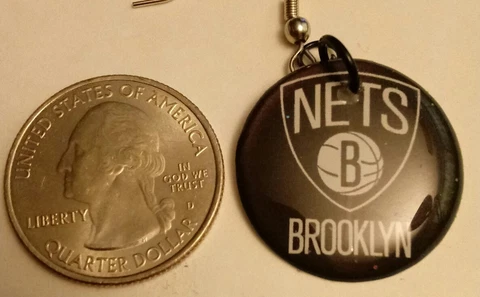 UNITED STATES OF AMERICA
LIBERTY
IN
GOD WE
TRUST
D
QUARTER DOLLAR
NETS
B
BROOKLYN